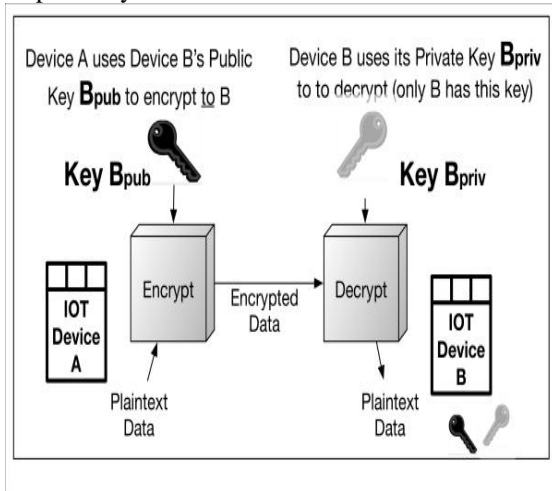 Device A uses Device B's Public
Key Bpub to encrypt to B
Device B uses its Private Key Bpriv
to to decrypt (only B has this key)
Key Bpub
Key Bpriv
Encrypt
Encrypted
Data
Decrypt
IOT
Device
A
IOT
Device
B
Plaintext
Data
Plaintext
Data